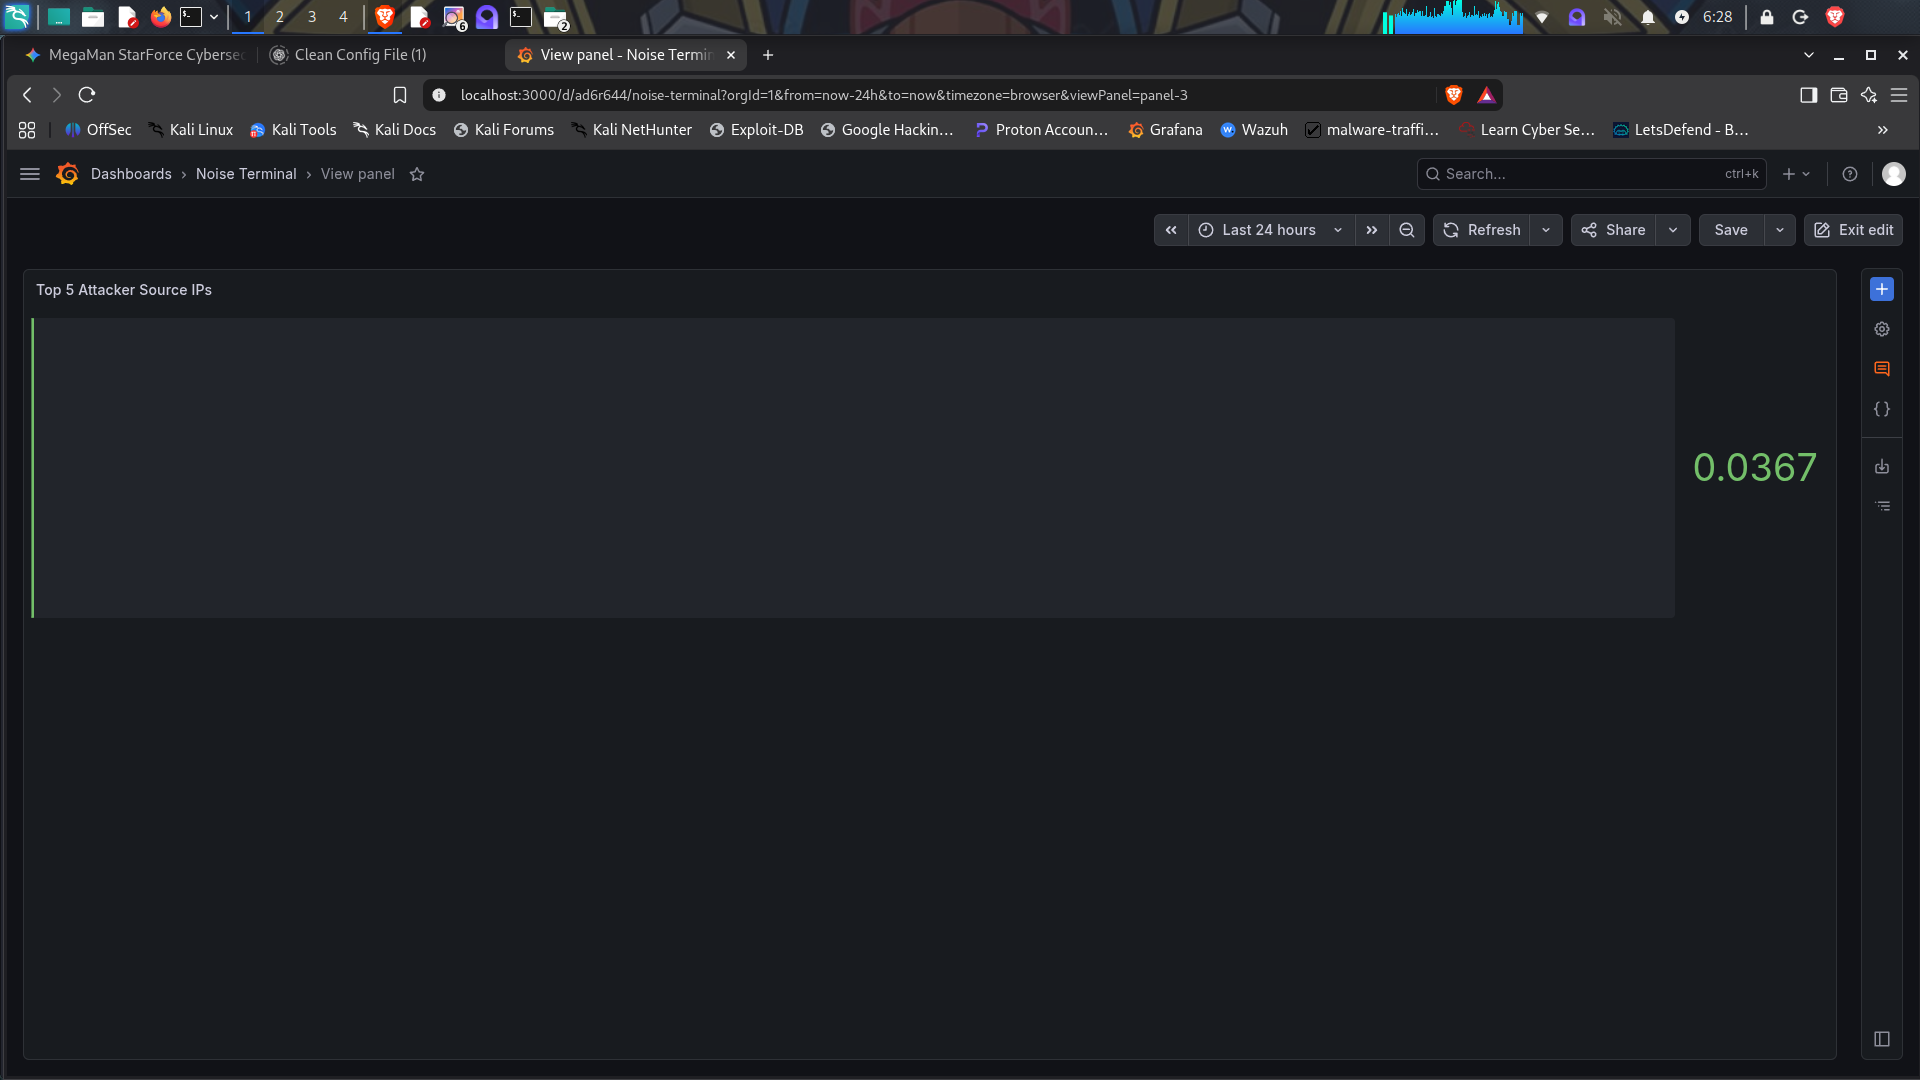 1 2 3 4 6 2 6:28
MegaMan StarForce Cybersec Clean Config File (1) View panel - Noise Termin
localhost:3000/d/ad6r644/noise-terminal?orgId=1&from=now-24h&to=now&timezone=browser&viewPanel=panel-3
OffSec Kali Linux Kali Tools Kali Docs Kali Forums Kali NetHunter Exploit-DB Google Hackin... Proton Accoun... Grafana Wazuh malware-traffi... Learn Cyber Se... LetsDefend - B...
Dashboards › Noise Terminal › View panel Search... ctrl+k
Last 24 hours Refresh Share Save Exit edit
Top 5 Attacker Source IPs
0.0367